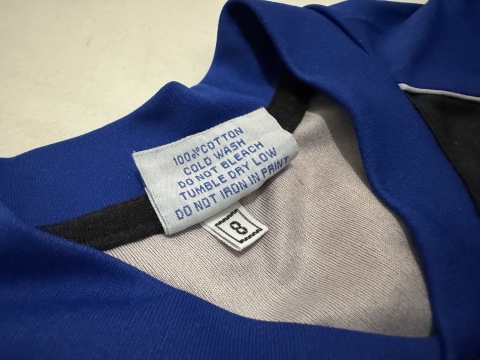 100%COTTON
COLD WASH
DO NOT BLEACH
TUMBLE DRY LOW
DO NOT IRON IN PRINT
8